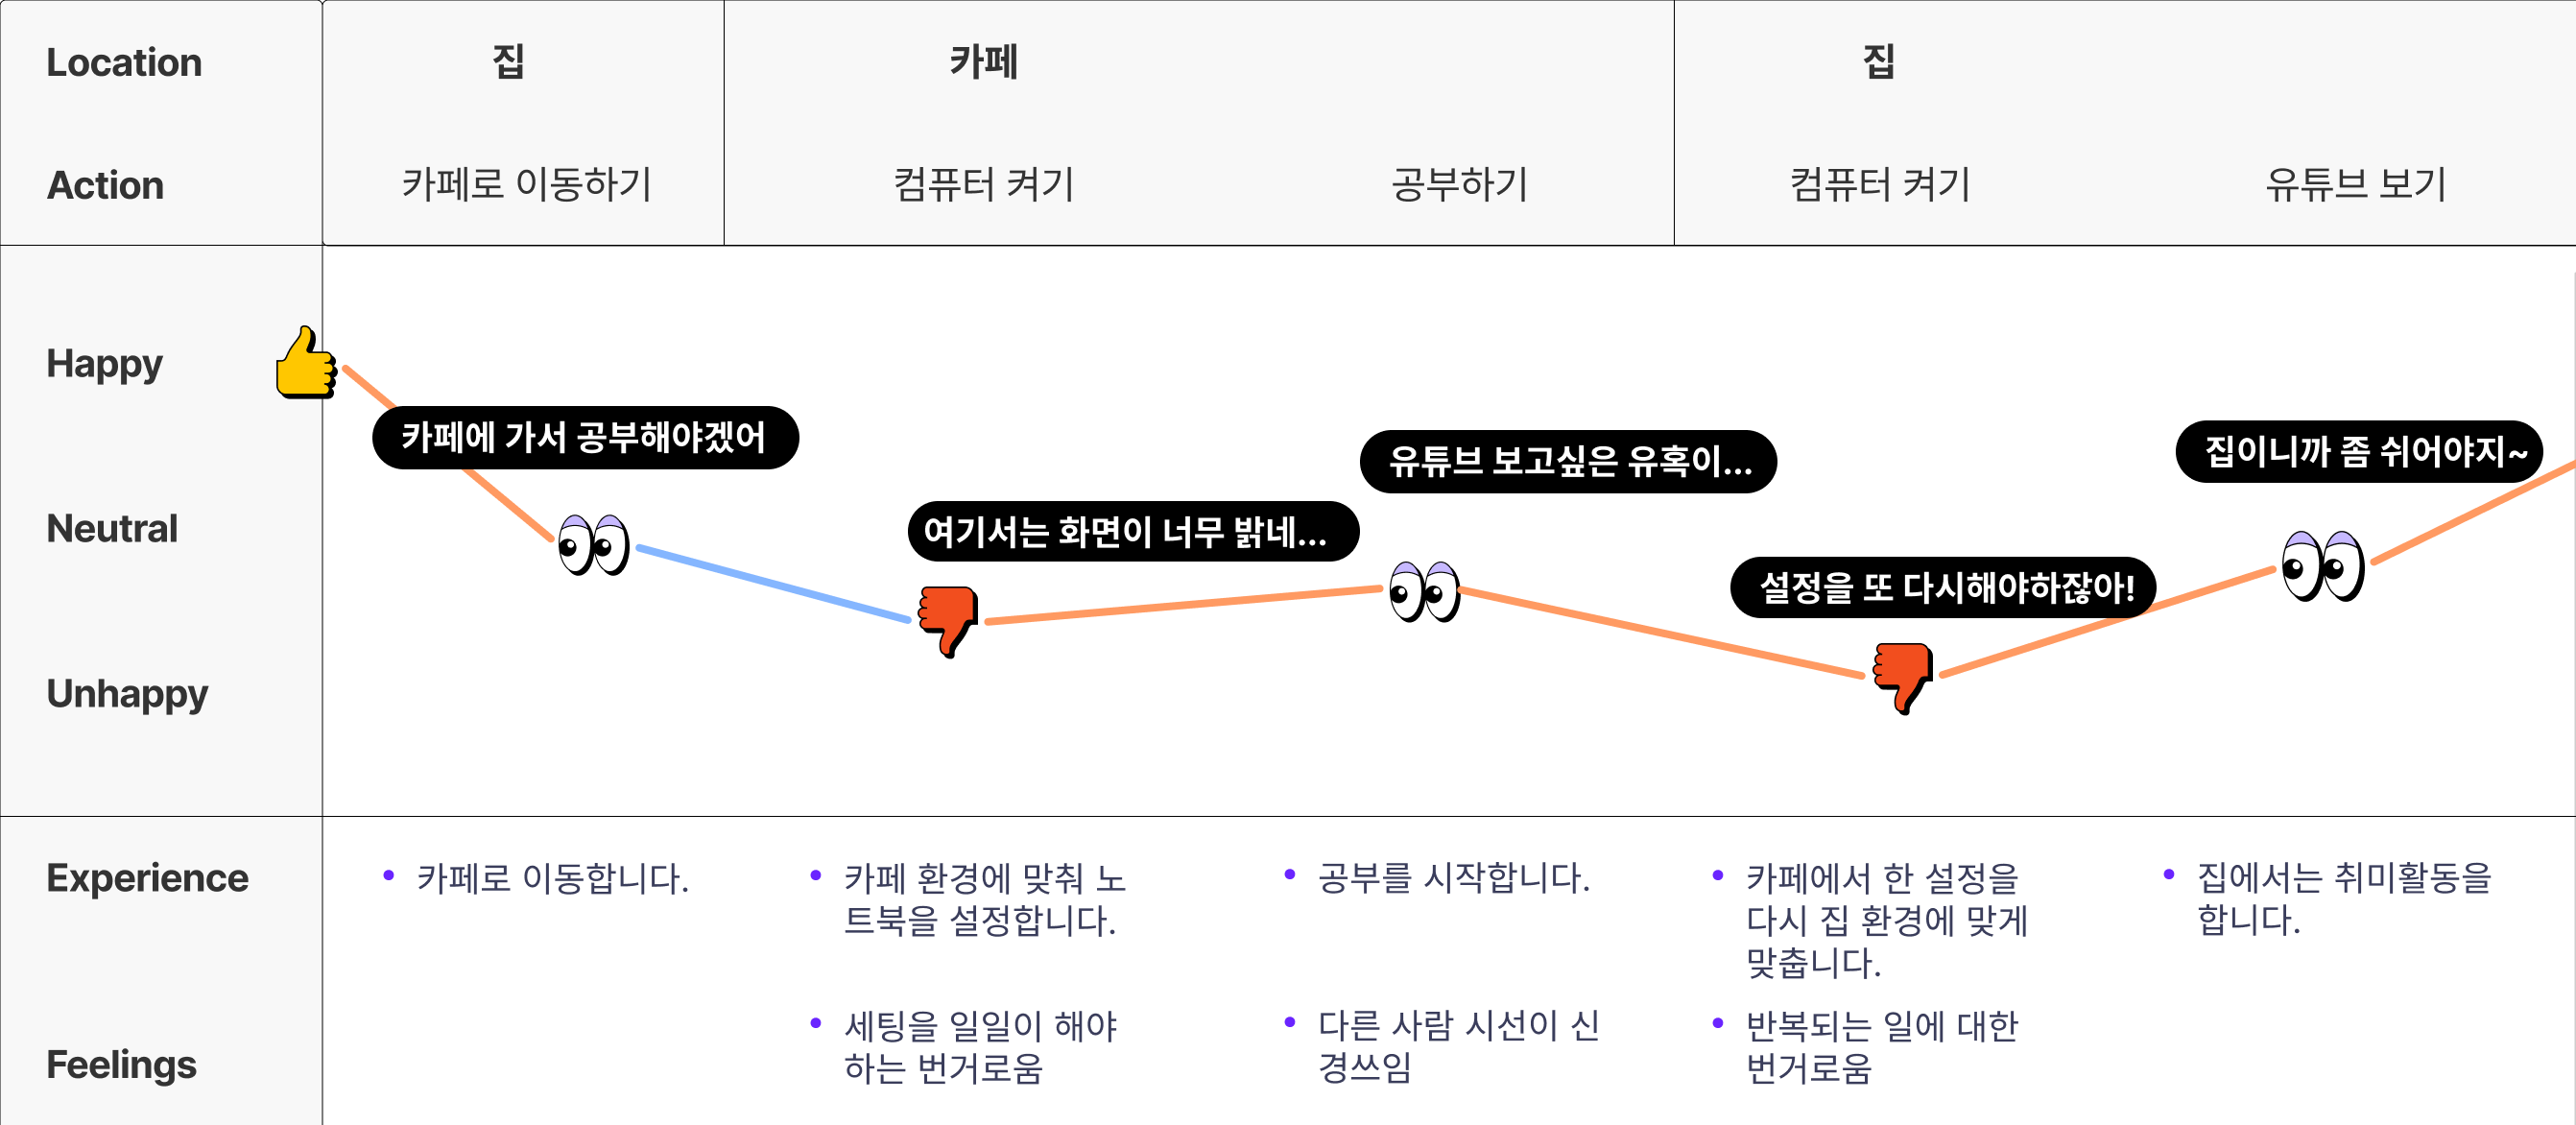 Location
집
카페
집
Action
카페로 이동하기
컴퓨터 켜기
공부하기
컴퓨터 켜기
유튜브 보기
Happy
Neutral
Unhappy
카페에 가서 공부해야겠어
여기서는 화면이 너무 밝네...
유튜브 보고싶은 유혹이...
설정을 또 다시해야하잖아!
집이니까 좀 쉬어야지~
Experience
카페로 이동합니다.
카페 환경에 맞춰 노
트북을 설정합니다.
공부를 시작합니다.
카페에서 한 설정을
다시 집 환경에 맞게
맞춥니다.
집에서는 취미활동을
합니다.
Feelings
세팅을 일일이 해야
하는 번거로움
다른 사람 시선이 신
경쓰임
반복되는 일에 대한
번거로움